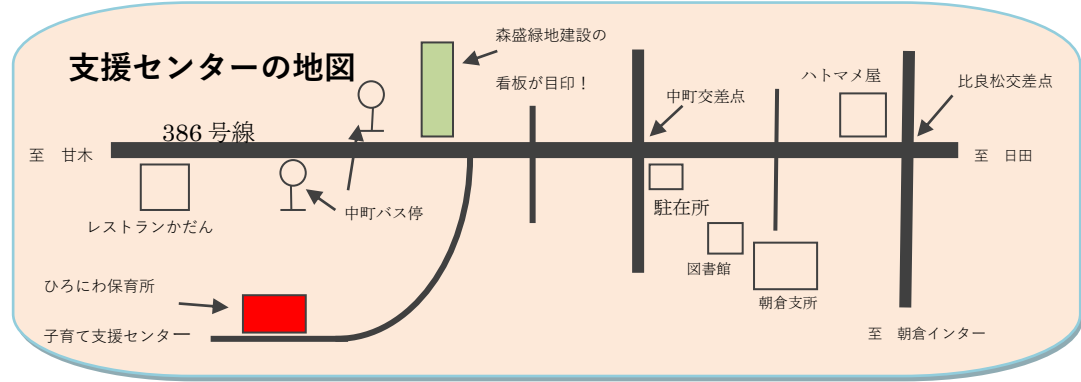 支援センターの地図
森盛緑地建設の
看板が目印！
ハトマメ屋
比良松交差点
中町交差点
386 号線
至　甘木
至　日田
レストランかだん
中町バス停
駐在所
図書館
朝倉支所
ひろにわ保育所
子育て支援センター
至　朝倉インター